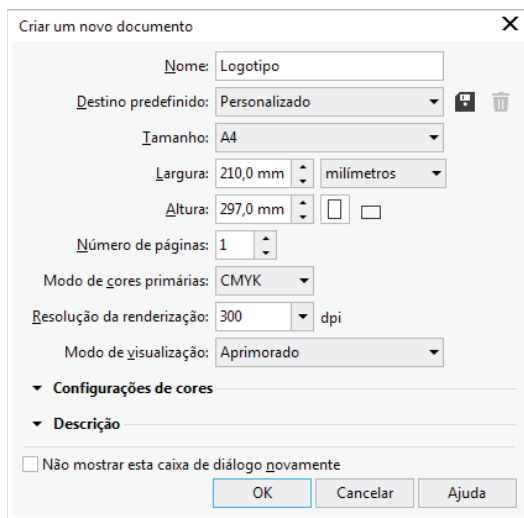 Criar um novo documento
Nome: Logotipo
Destino predefinido: Personalizado
Tamanho: A4
Largura: 210,0 mm milímetros
Altura: 297,0 mm
Número de páginas: 1
Modo de cores primárias: CMYK
Resolução da renderização: 300 dpi
Modo de visualização: Aprimorado
Configurações de cores
Descrição
Não mostrar esta caixa de diálogo novamente
OK Cancelar Ajuda